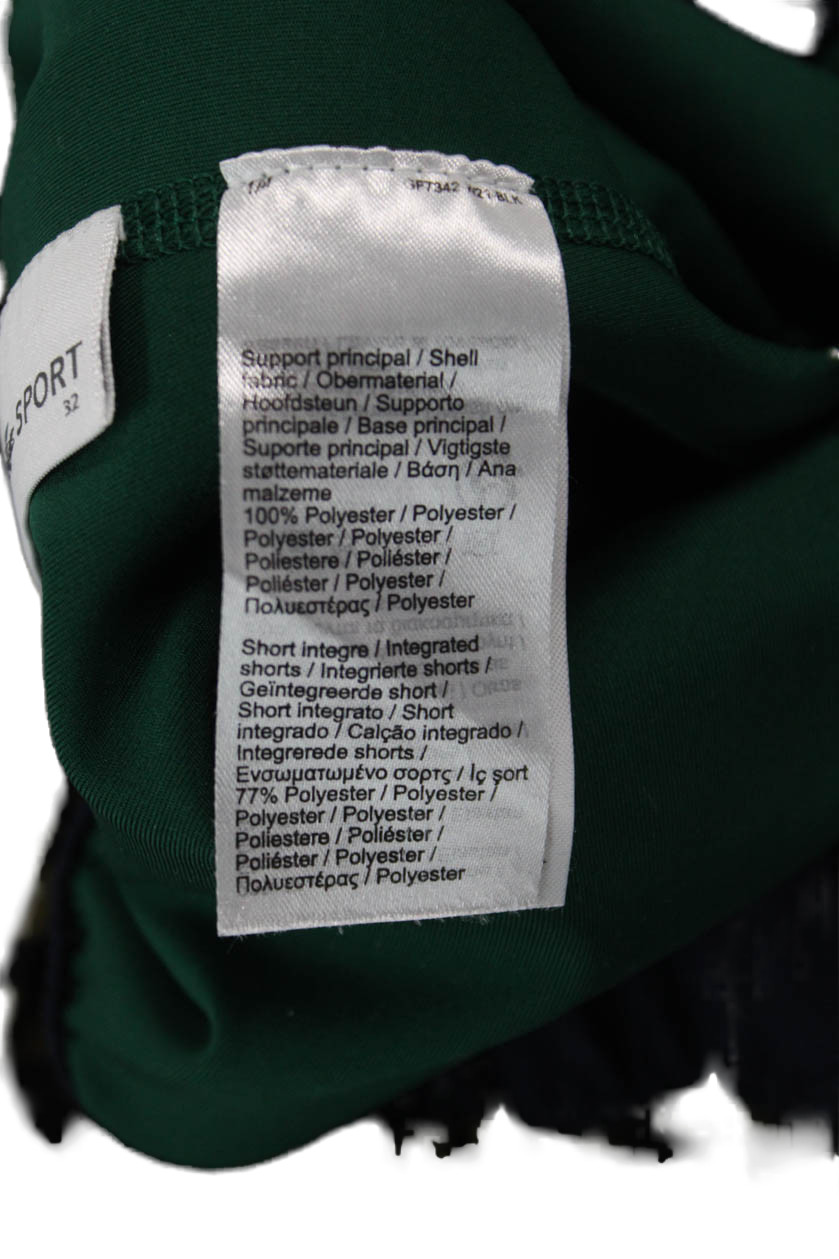 SPORT
32
Support principal / Shell
fabric / Obermaterial /
Hoofdsteun / Supporto
principale / Base principal /
Suporte principal / Vigtigste
støttemateriale / Βάση / Ana
malzeme
100% Polyester / Polyester /
Polyester / Polyester /
Poliestere / Poliéster /
Poliéster / Polyester /
Πολυεστέρας / Polyester
Short integre / Integrated
shorts / Integrierte shorts /
Geïntegreerde short /
Short integrato / Short
integrado / Calção integrado /
Integrerede shorts /
Ενσωματωμένο σορτς / Iç şort
77% Polyester / Polyester /
Polyester / Polyester /
Poliestere / Poliéster /
Poliéster / Polyester /
Πολυεστέρας / Polyester